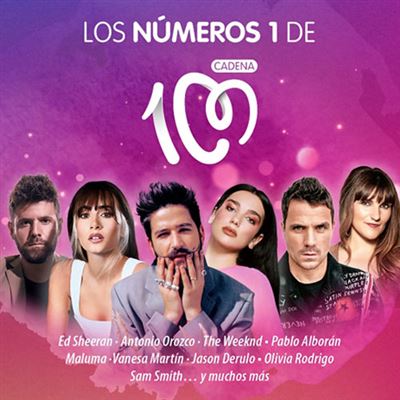 LOS NÚMEROS 1 DE
CADENA
100
Ed Sheeran • Antonio Orozco • The Weeknd • Pablo Alborán
Maluma • Vanesa Martín • Jason Derulo • Olivia Rodrigo
Sam Smith… y muchos más